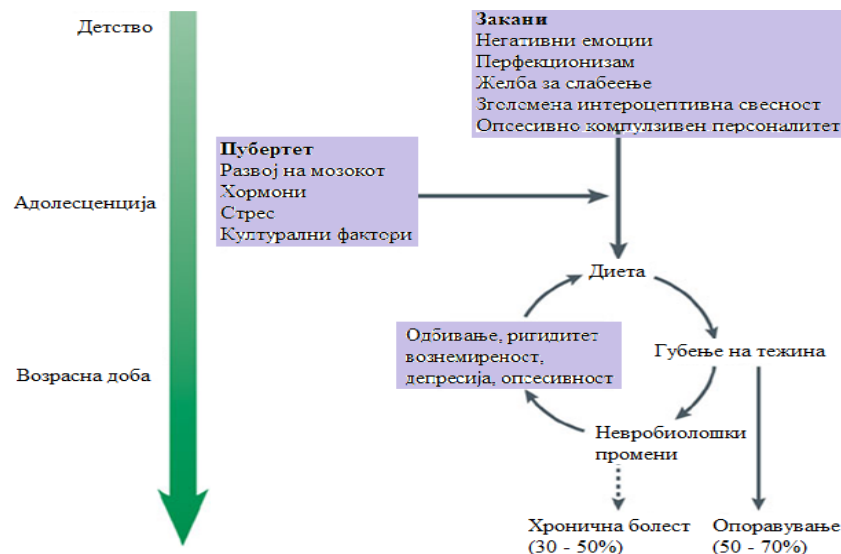 Детство
Закани
Негативни емоции
Перфекционизам
Желба за слабеење
Зголемена интероцептивна свесност
Опсесивно компулзивен персоналитет
Пубертет
Развој на мозокот
Хормони
Стрес
Културални фактори
Адолесценција
Диета
Одбивање, ригидитет
вознемиреност,
депресија, опсесивност
Губење на тежина
Возрасна доба
Невробиолошки
промени
Хронична болест
(30 - 50%)
Опоравување
(50 - 70%)